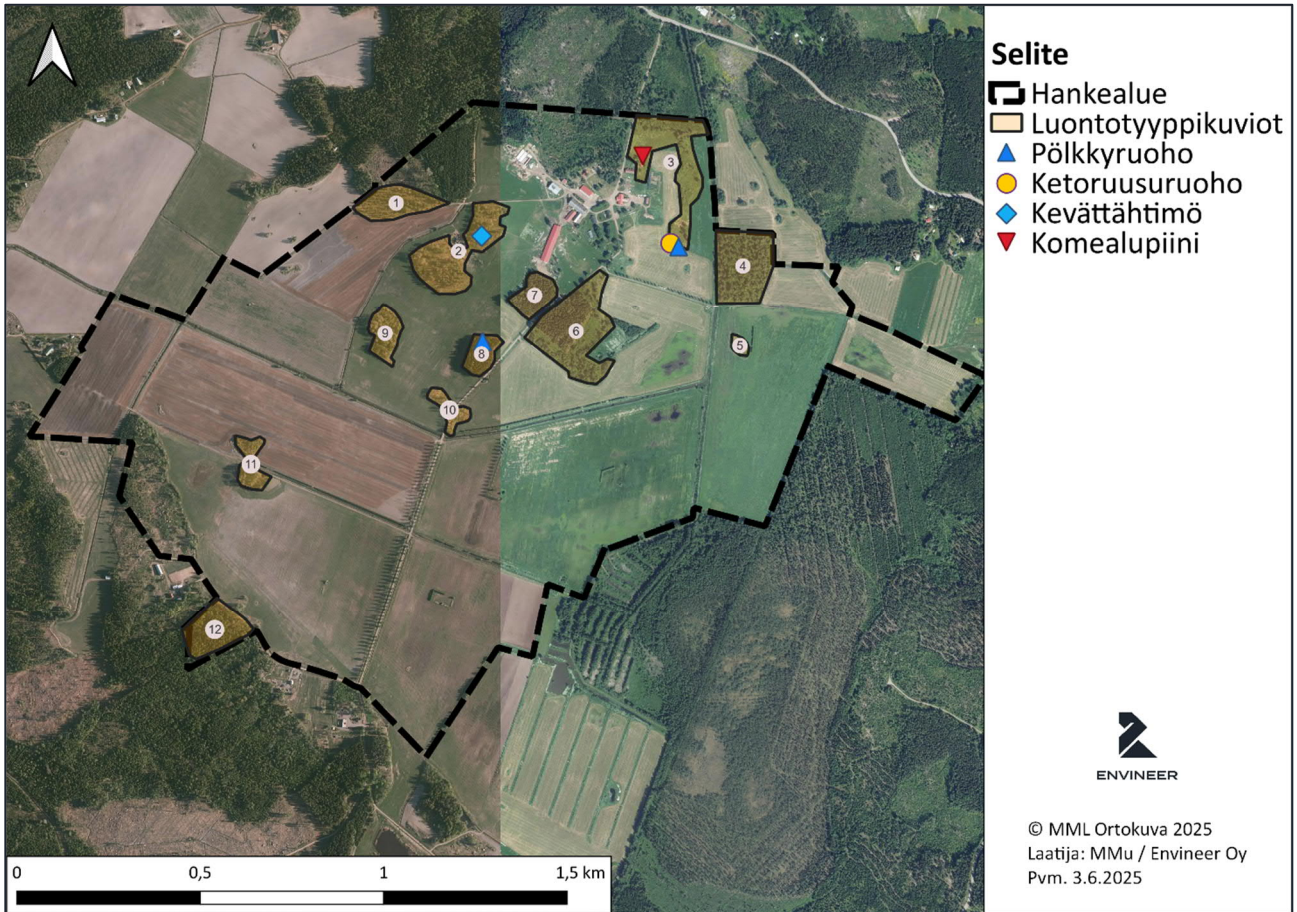 Selite
Hankealue
Luontotyyppikuviot
Pölkkyruoho
Ketoruusuruoho
Kevättähtimö
Komealupiini
1
2
3
4
5
6
7
8
9
10
11
12
ENVINEER
© MML Ortokuva 2025
Laatija: MMu / Envineer Oy
Pvm. 3.6.2025
0 0,5 1 1,5 km